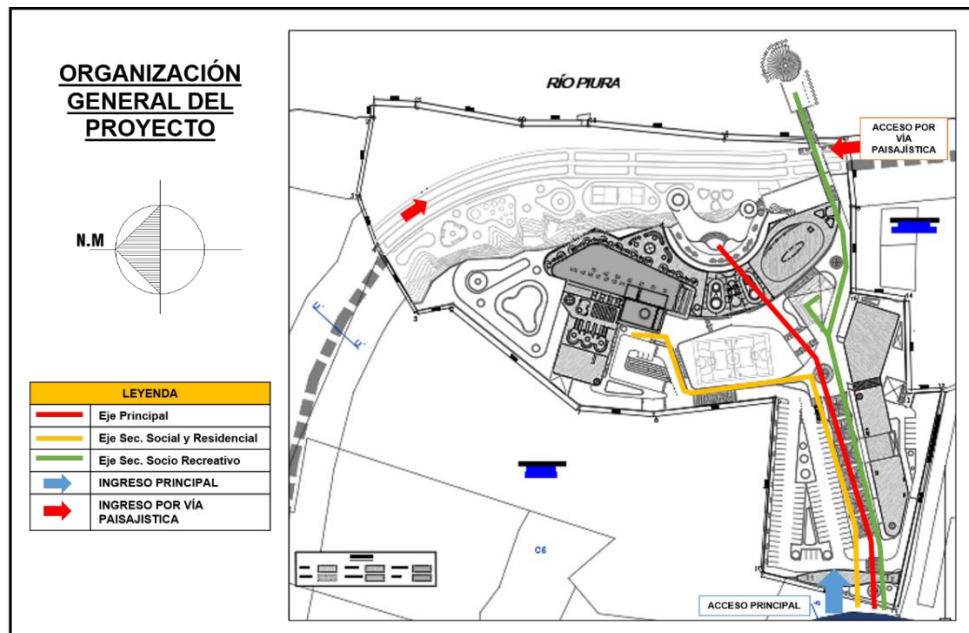 ORGANIZACIÓN
GENERAL DEL
PROYECTO
N.M
RÍO PIURA
ACCESO POR
VÍA
PAISAJÍSTICA
LEYENDA
Eje Principal
Eje Sec. Social y Residencial
Eje Sec. Socio Recreativo
INGRESO PRINCIPAL
INGRESO POR VÍA
PAISAJISTICA
C6
ACCESO PRINCIPAL